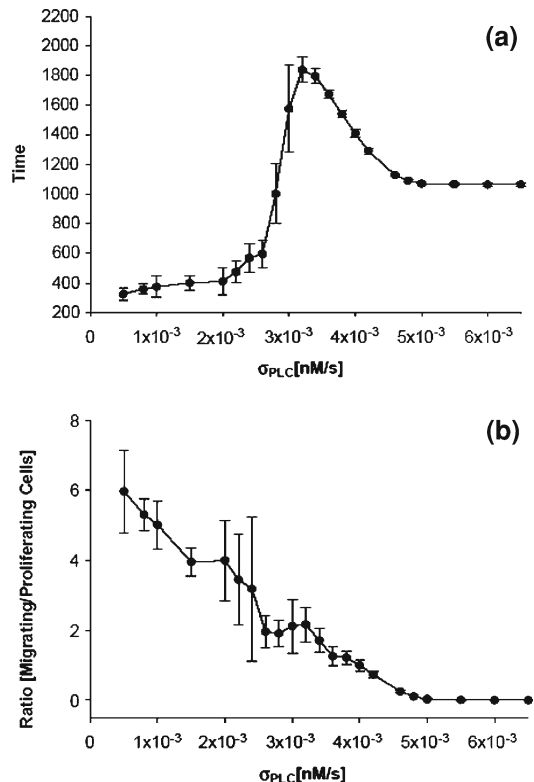 (a)
2200
2000
1800
1600
1400
1200
1000
800
600
400
200
Time
0 1x10-3 2x10-3 3x10-3 4x10-3 5x10-3 6x10-3
σPLC[nM/s]
(b)
8
6
4
2
0
Ratio [Migrating/Proliferating Cells]
0 1x10-3 2x10-3 3x10-3 4x10-3 5x10-3 6x10-3
σPLC[nM/s]